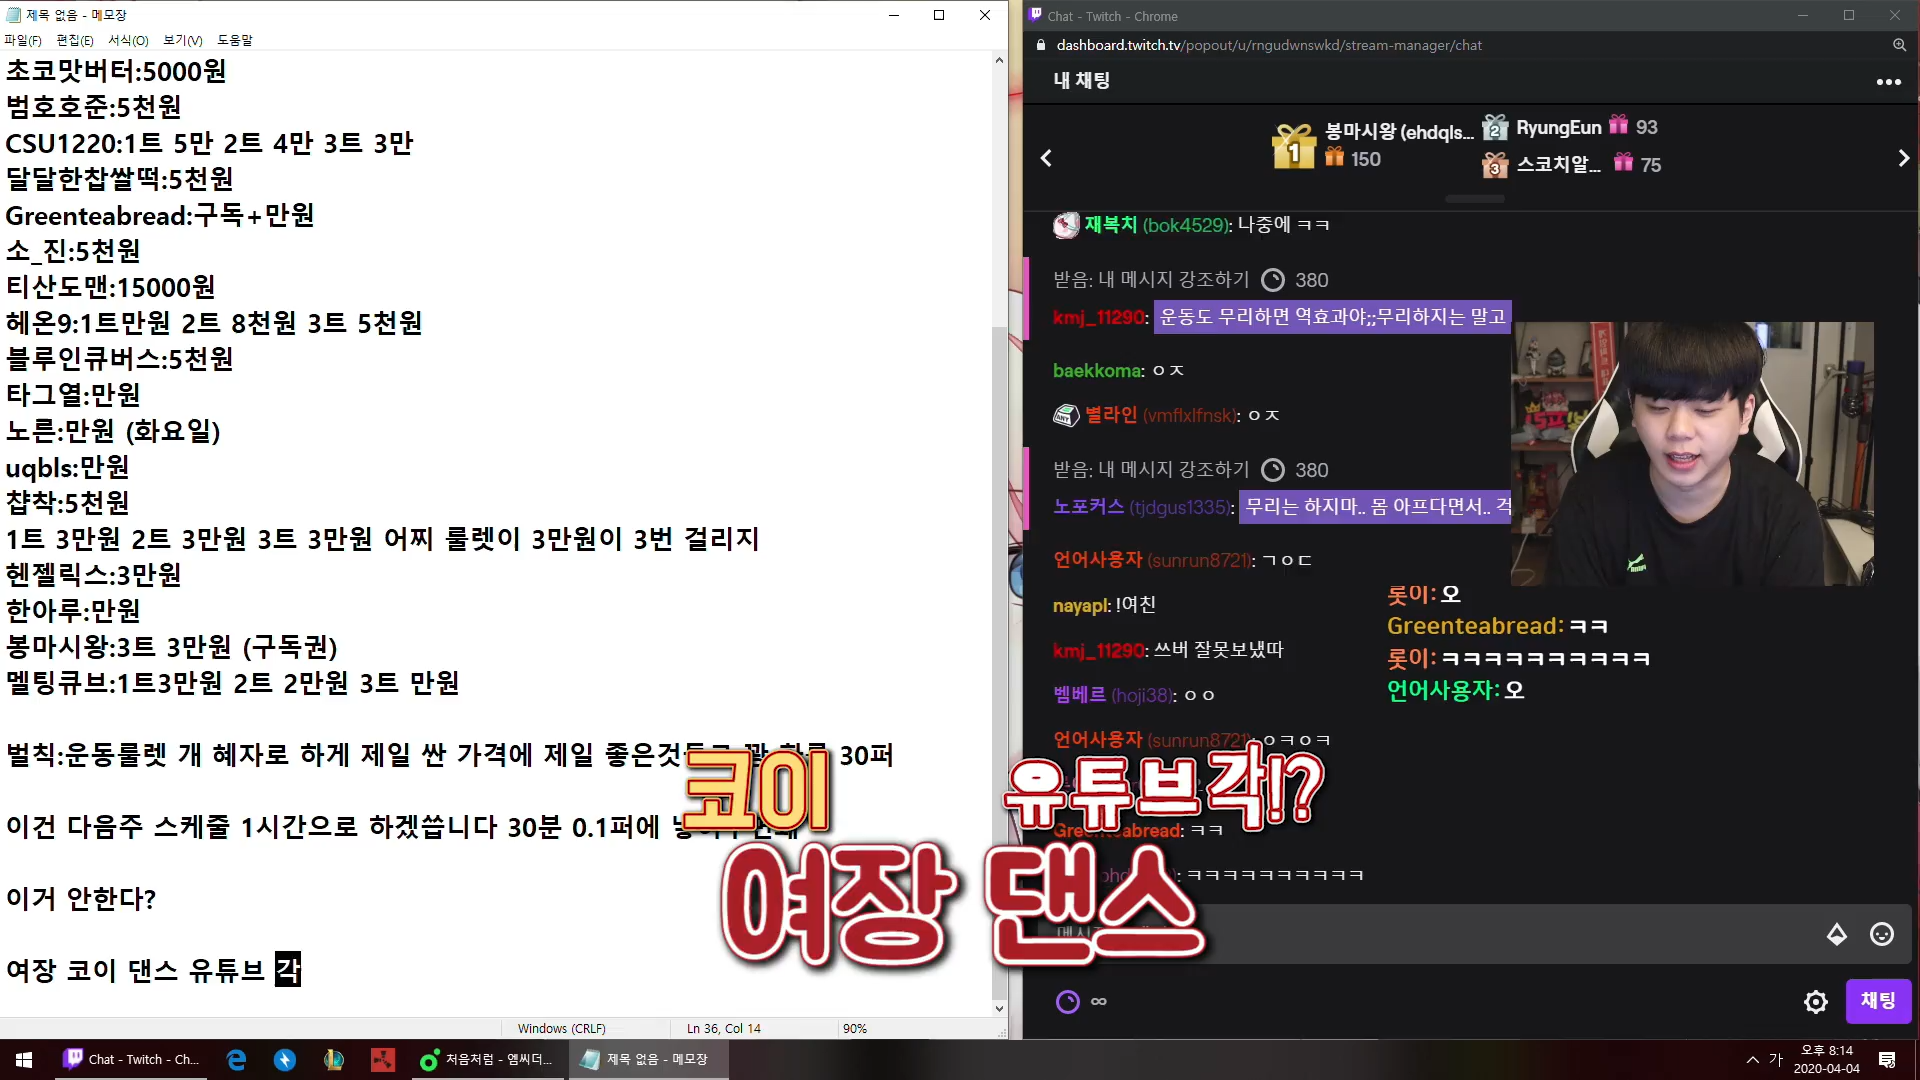 제목 없음 - 메모장
파일(F) 편집(E) 서식(O) 보기(V) 도움말
초코맛버터:5000원
범호호준:5천원
CSU1220:1트 5만 2트 4만 3트 3만
달달한찹쌀떡:5천원
Greenteabread:구독+만원
소_진:5천원
티산도맨:15000원
헤온9:1트만원 2트 8천원 3트 5천원
블루인큐버스:5천원
타그열:만원
노른:만원 (화요일)
uqbls:만원
챱착:5천원
1트 3만원 2트 3만원 3트 3만원 어찌 룰렛이 3만원이 3번 걸리지
헨젤릭스:3만원
한아루:만원
봉마시왕:3트 3만원 (구독권)
멜팅큐브:1트3만원 2트 2만원 3트 만원
벌칙:운동룰렛 개 혜자로 하게 제일 싼 가격에 제일 좋은것 30퍼
이건 다음주 스케줄 1시간으로 하겠씁니다 30분 0.1퍼에
이거 안한다?
여장 코이 댄스 유튜브 각
Windows (CRLF) Ln 36, Col 14 90%
Chat - Twitch - Chrome
dashboard.twitch.tv/popout/u/rngudwnswkd/stream-manager/chat
내 채팅
1 봉마시왕 (ehdqls... 150
2 RyungEun 93
3 스코치알... 75
재복치 (bok4529): 나중에 ㅋㅋ
받음: 내 메시지 강조하기 380
kmj_11290: 운동도 무리하면 역효과야;;무리하지는 말고
baekkoma: ㅇㅈ
별라인 (vmflxlfnsk): ㅇㅈ
받음: 내 메시지 강조하기 380
노포커스 (tjdgus1335): 무리는 하지마.. 몸 아프다면서..
언어사용자 (sunrun8721): ㄱㅇㄷ
nayapl: !여친
kmj_11290: 쓰버 잘못보냈따
벰베르 (hoji38): ㅇㅇ
언어사용자 (sunrun8721): ㅇㅋㅇㅋ
Greenteabread: ㅋㅋ
: ㅋㅋㅋㅋㅋㅋㅋㅋㅋㅋ
롯이: 오
Greenteabread: ㅋㅋ
롯이: ㅋㅋㅋㅋㅋㅋㅋㅋㅋㅋ
언어사용자: 오
코이 유튜브각!?
여장 댄스
∞
채팅
Chat - Twitch - Ch...
처음처럼 - 엠씨더...
제목 없음 - 메모장
가
오후 8:14
2020-04-04